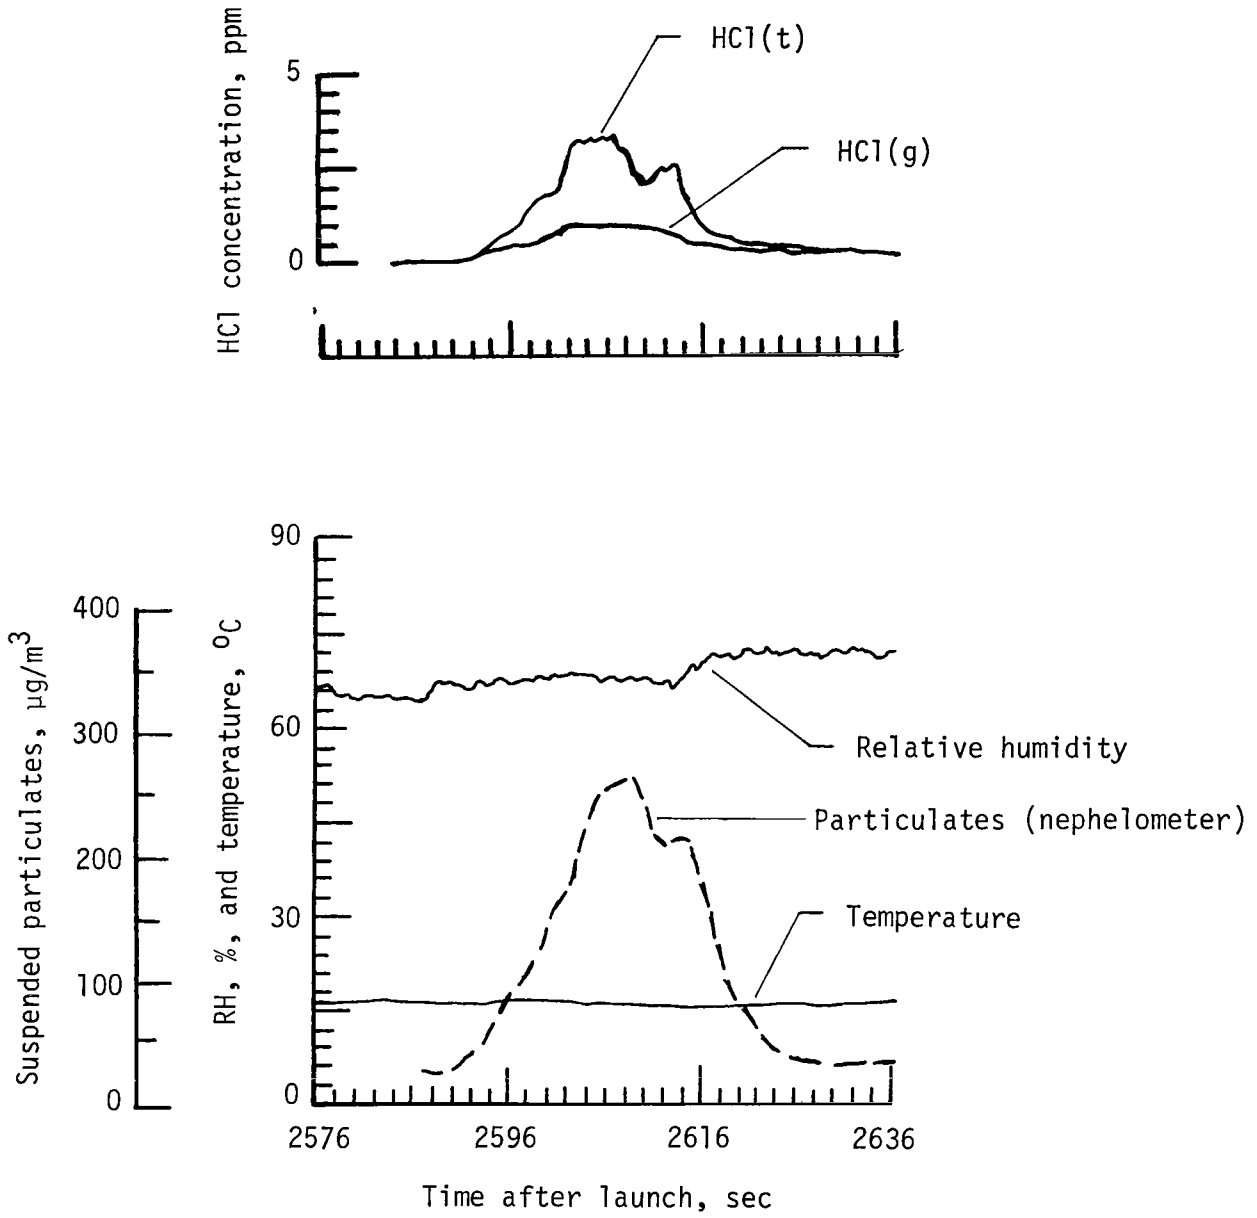 HCl concentration, ppm
5
0
HCl(t)
HCl(g)
Suspended particulates, μg/m³
400
300
200
100
0
RH, %, and temperature, °C
90
60
30
0
Relative humidity
Particulates (nephelometer)
Temperature
2576 2596 2616 2636
Time after launch, sec